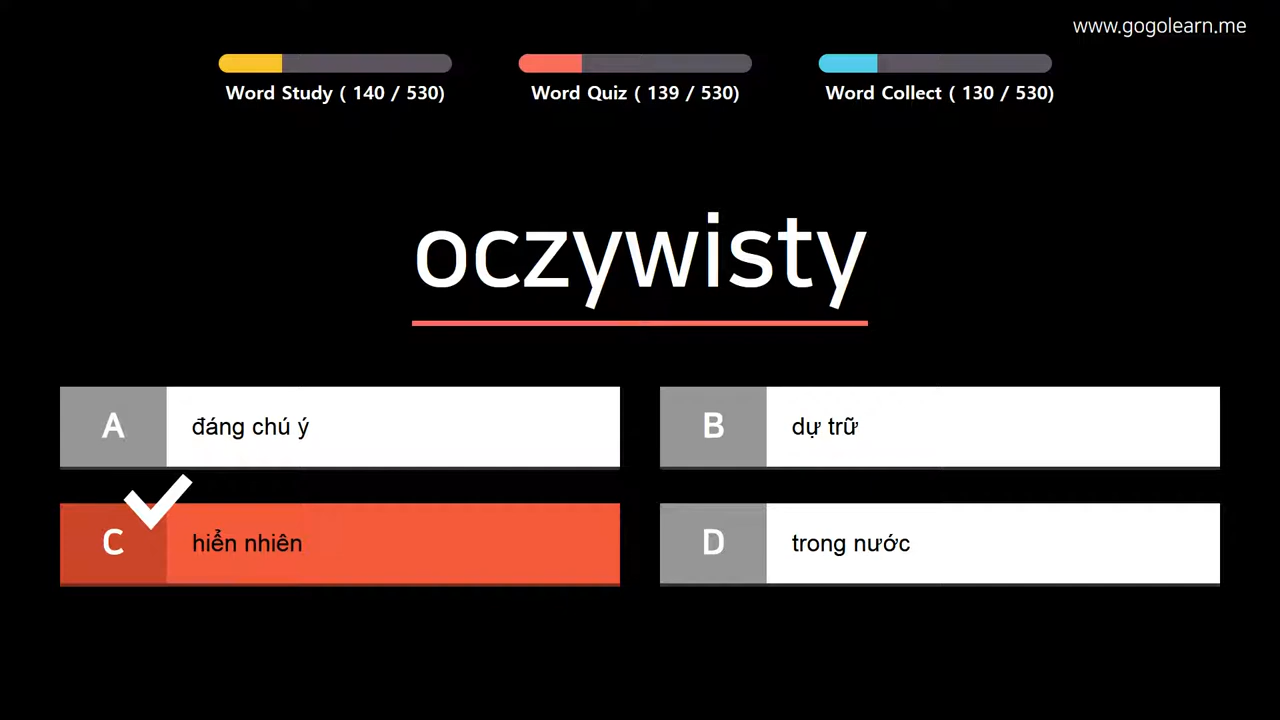 www.gogolearn.me
Word Study ( 140 / 530)
Word Quiz ( 139 / 530)
Word Collect ( 130 / 530)
oczywisty
A đáng chú ý
B dự trữ
C hiển nhiên
D trong nước